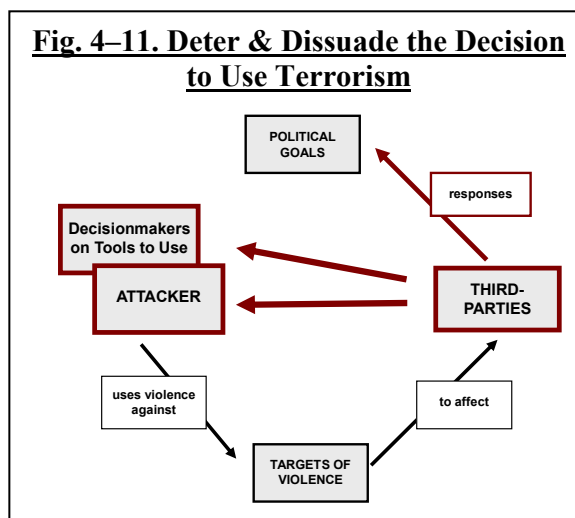 Fig. 4–11. Deter & Dissuade the Decision
to Use Terrorism
POLITICAL
GOALS
responses
Decisionmakers
on Tools to Use
ATTACKER
THIRD-
PARTIES
uses violence
against
to affect
TARGETS OF
VIOLENCE